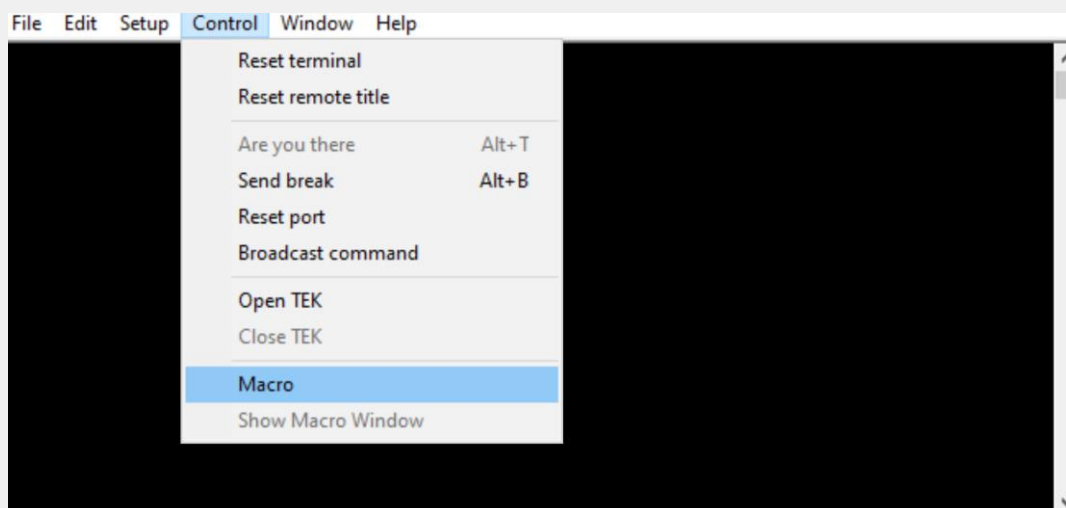 File Edit Setup Control Window Help
Reset terminal
Reset remote title
Are you there Alt+T
Send break Alt+B
Reset port
Broadcast command
Open TEK
Close TEK
Macro
Show Macro Window